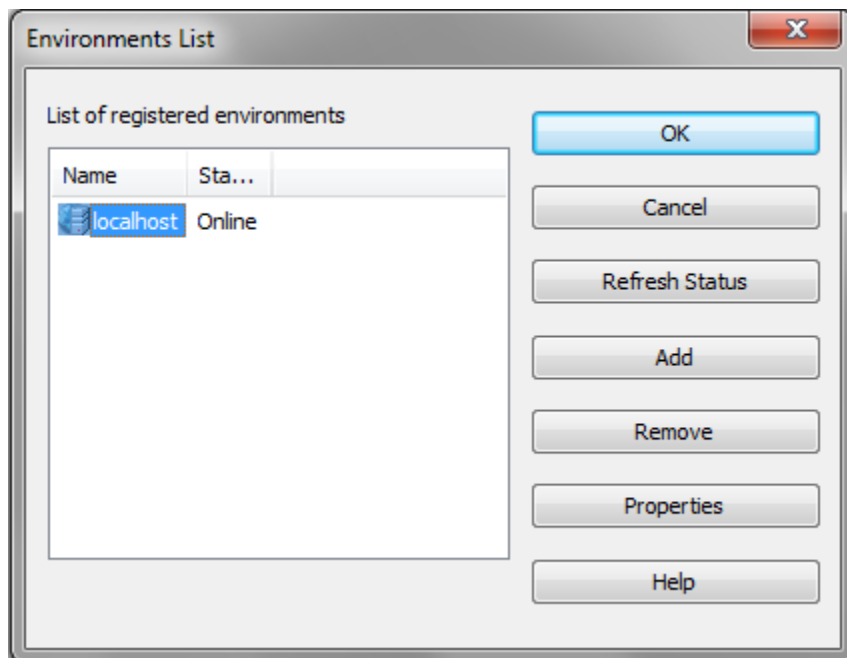 Environments List
List of registered environments
Name Sta...
localhost Online
OK
Cancel
Refresh Status
Add
Remove
Properties
Help